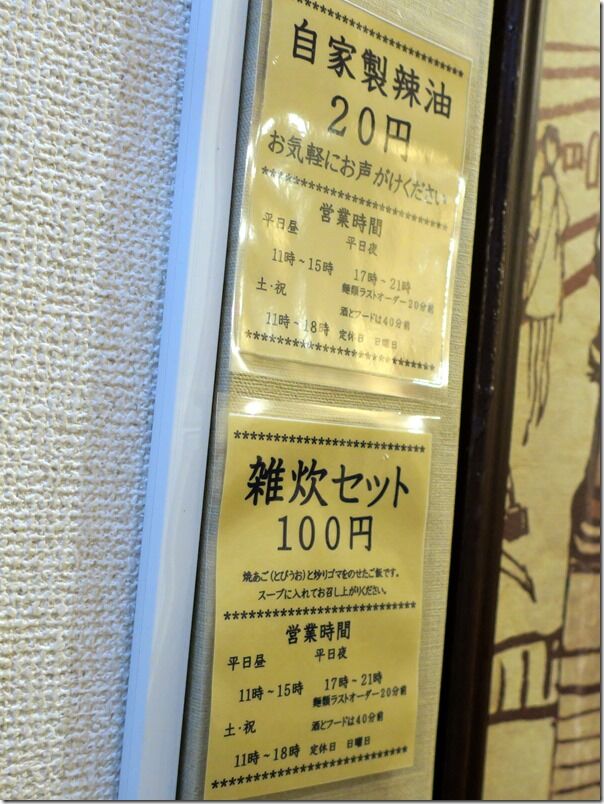 ************************
自家製辣油
20円
お気軽にお声がけください
************************
営業時間
平日昼 平日夜
11時~15時 17時~21時
麺類ラストオーダー20分前
土・祝 酒とフードは40分前
11時~18時 定休日 日曜日
************************
************************
雑炊セット
100円
焼あご(とびうお)と炒りゴマをのせたご飯です。
スープに入れてお召し上がりください。
************************
営業時間
平日昼 平日夜
11時~15時 17時~21時
麺類ラストオーダー20分前
土・祝 酒とフードは40分前
11時~18時 定休日 日曜日
************************